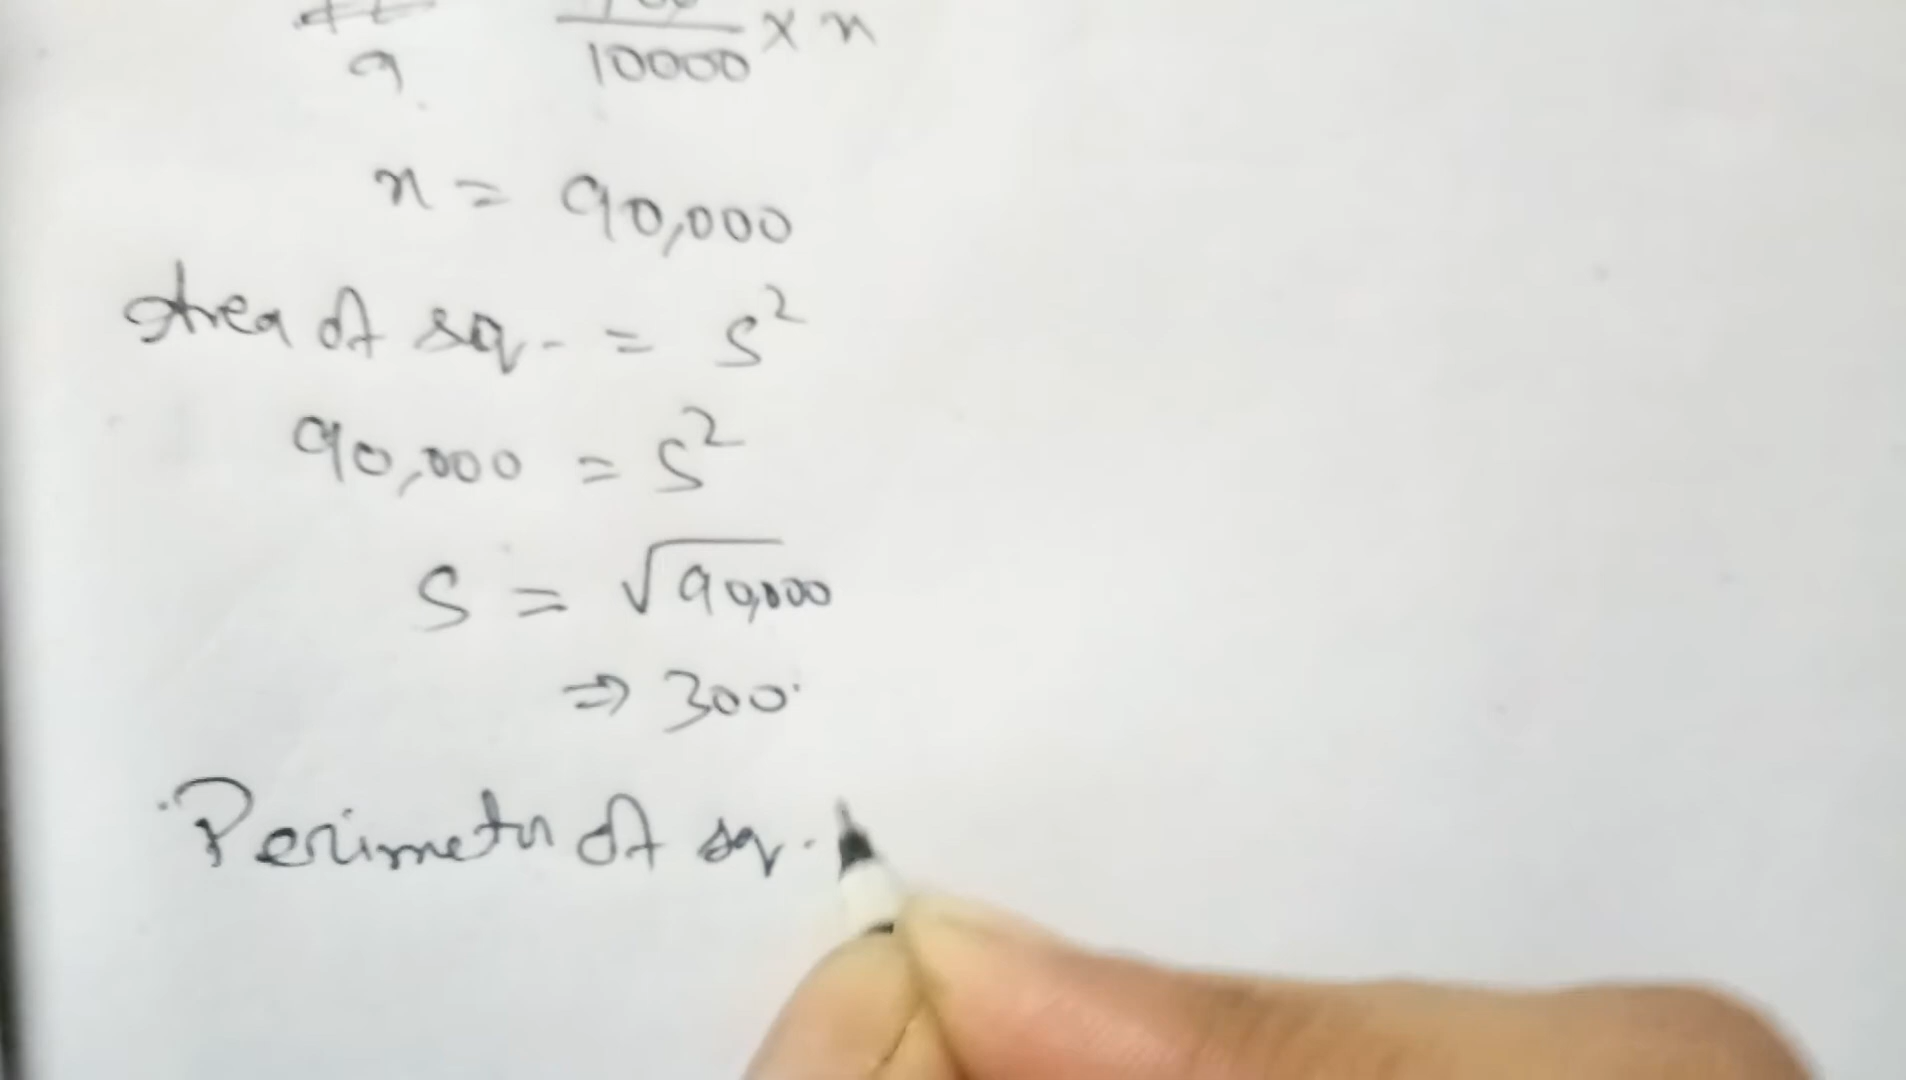 9 10000 × n
n = 90,000
Area of sq. = S²
90,000 = S²
S = √90,000
⇒ 300
Perimeter of sq.